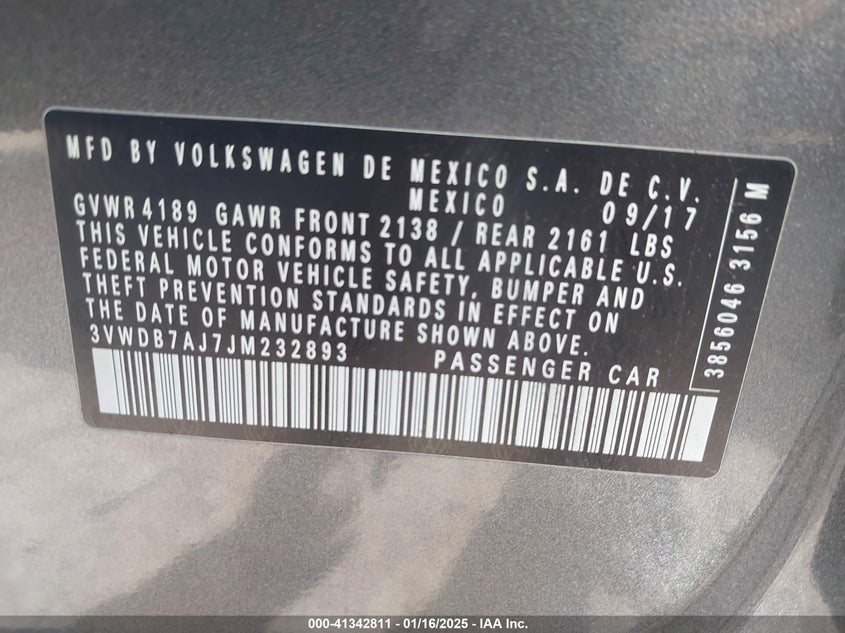 MFD BY VOLKSWAGEN DE MEXICO S.A. DE C.V.
MEXICO 09/17
GVWR 4189 GAWR FRONT 2138 / REAR 2161 LBS
THIS VEHICLE CONFORMS TO ALL APPLICABLE U.S.
FEDERAL MOTOR VEHICLE SAFETY, BUMPER AND
THEFT PREVENTION STANDARDS IN EFFECT ON
THE DATE OF MANUFACTURE SHOWN ABOVE.
3VWDB7AJ7JM232893 PASSENGER CAR
3856046 3156 M
000-41342811 - 01/16/2025 - IAA Inc.